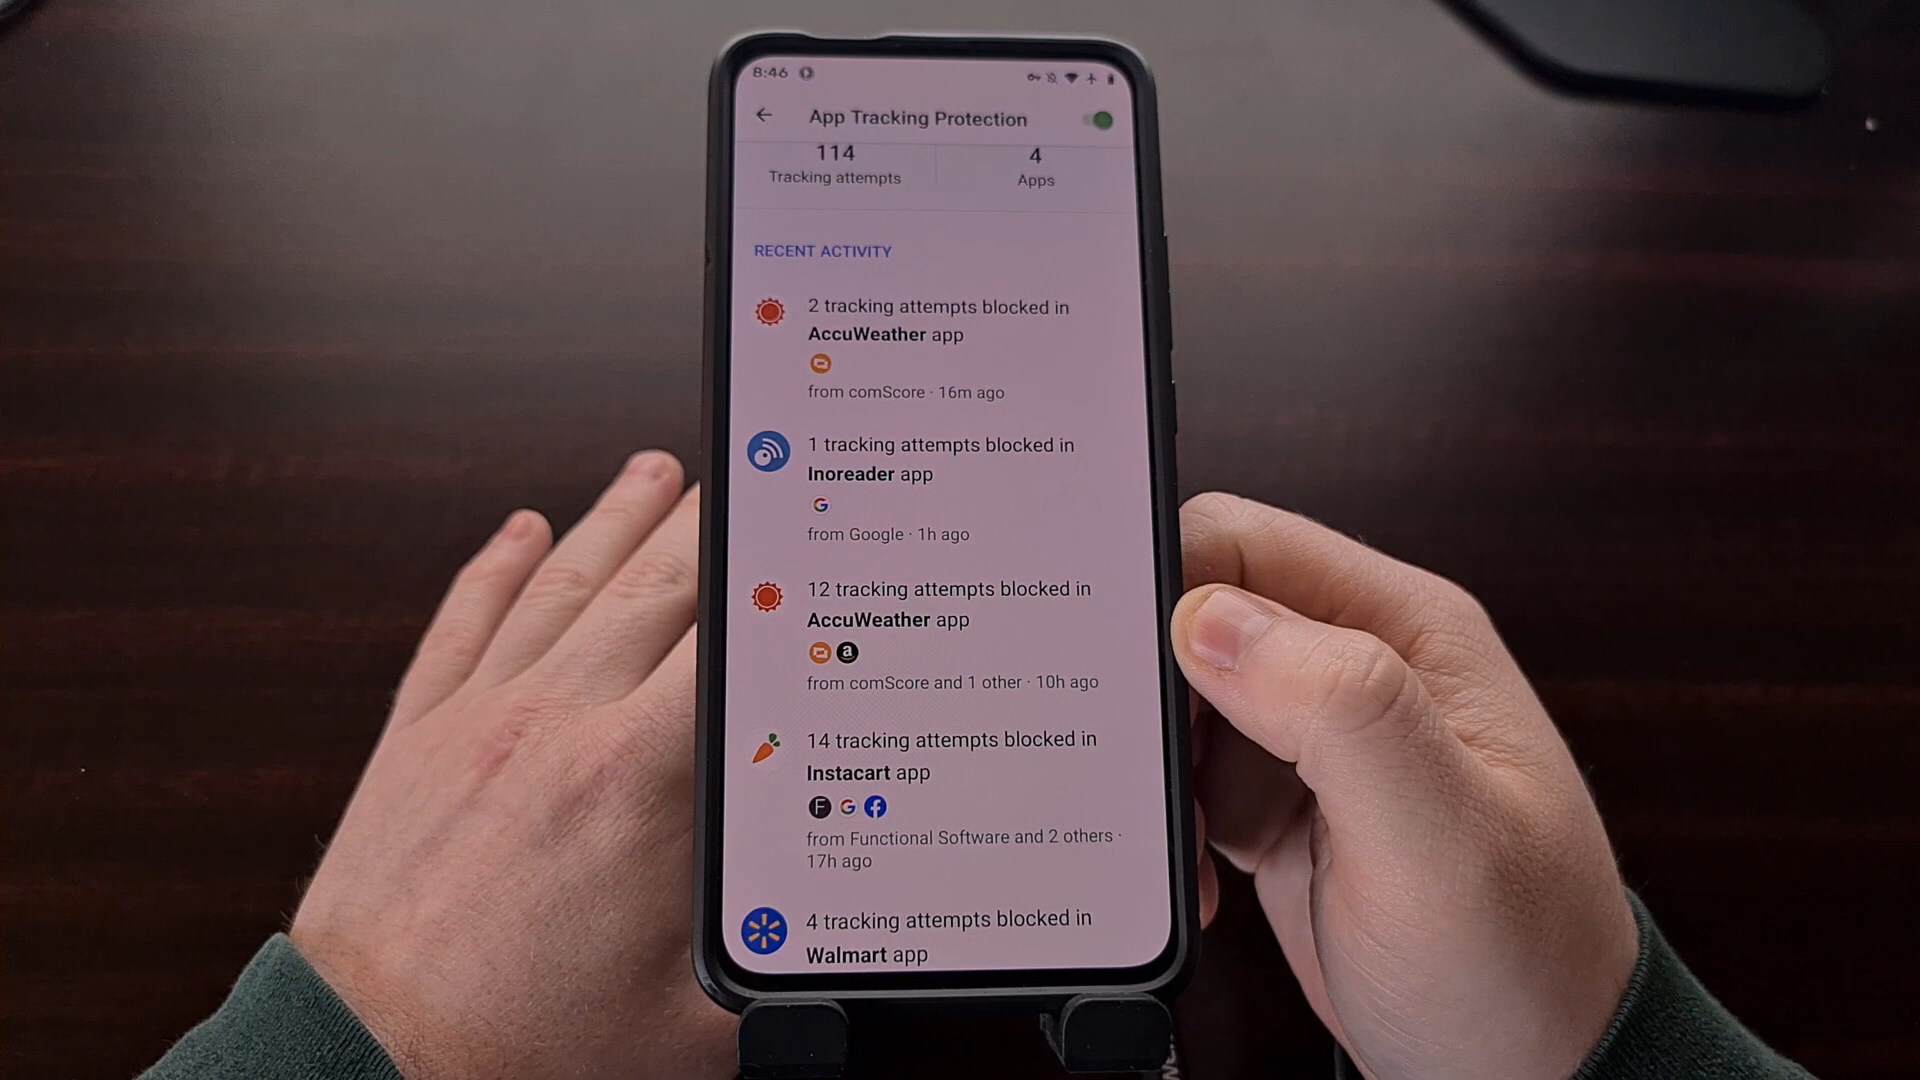 8:46
App Tracking Protection
114
Tracking attempts
4
Apps
RECENT ACTIVITY
2 tracking attempts blocked in
AccuWeather app
from comScore · 16m ago
1 tracking attempts blocked in
Inoreader app
G
from Google · 1h ago
12 tracking attempts blocked in
AccuWeather app
a
from comScore and 1 other · 10h ago
14 tracking attempts blocked in
Instacart app
F G f
from Functional Software and 2 others ·
17h ago
4 tracking attempts blocked in
Walmart app